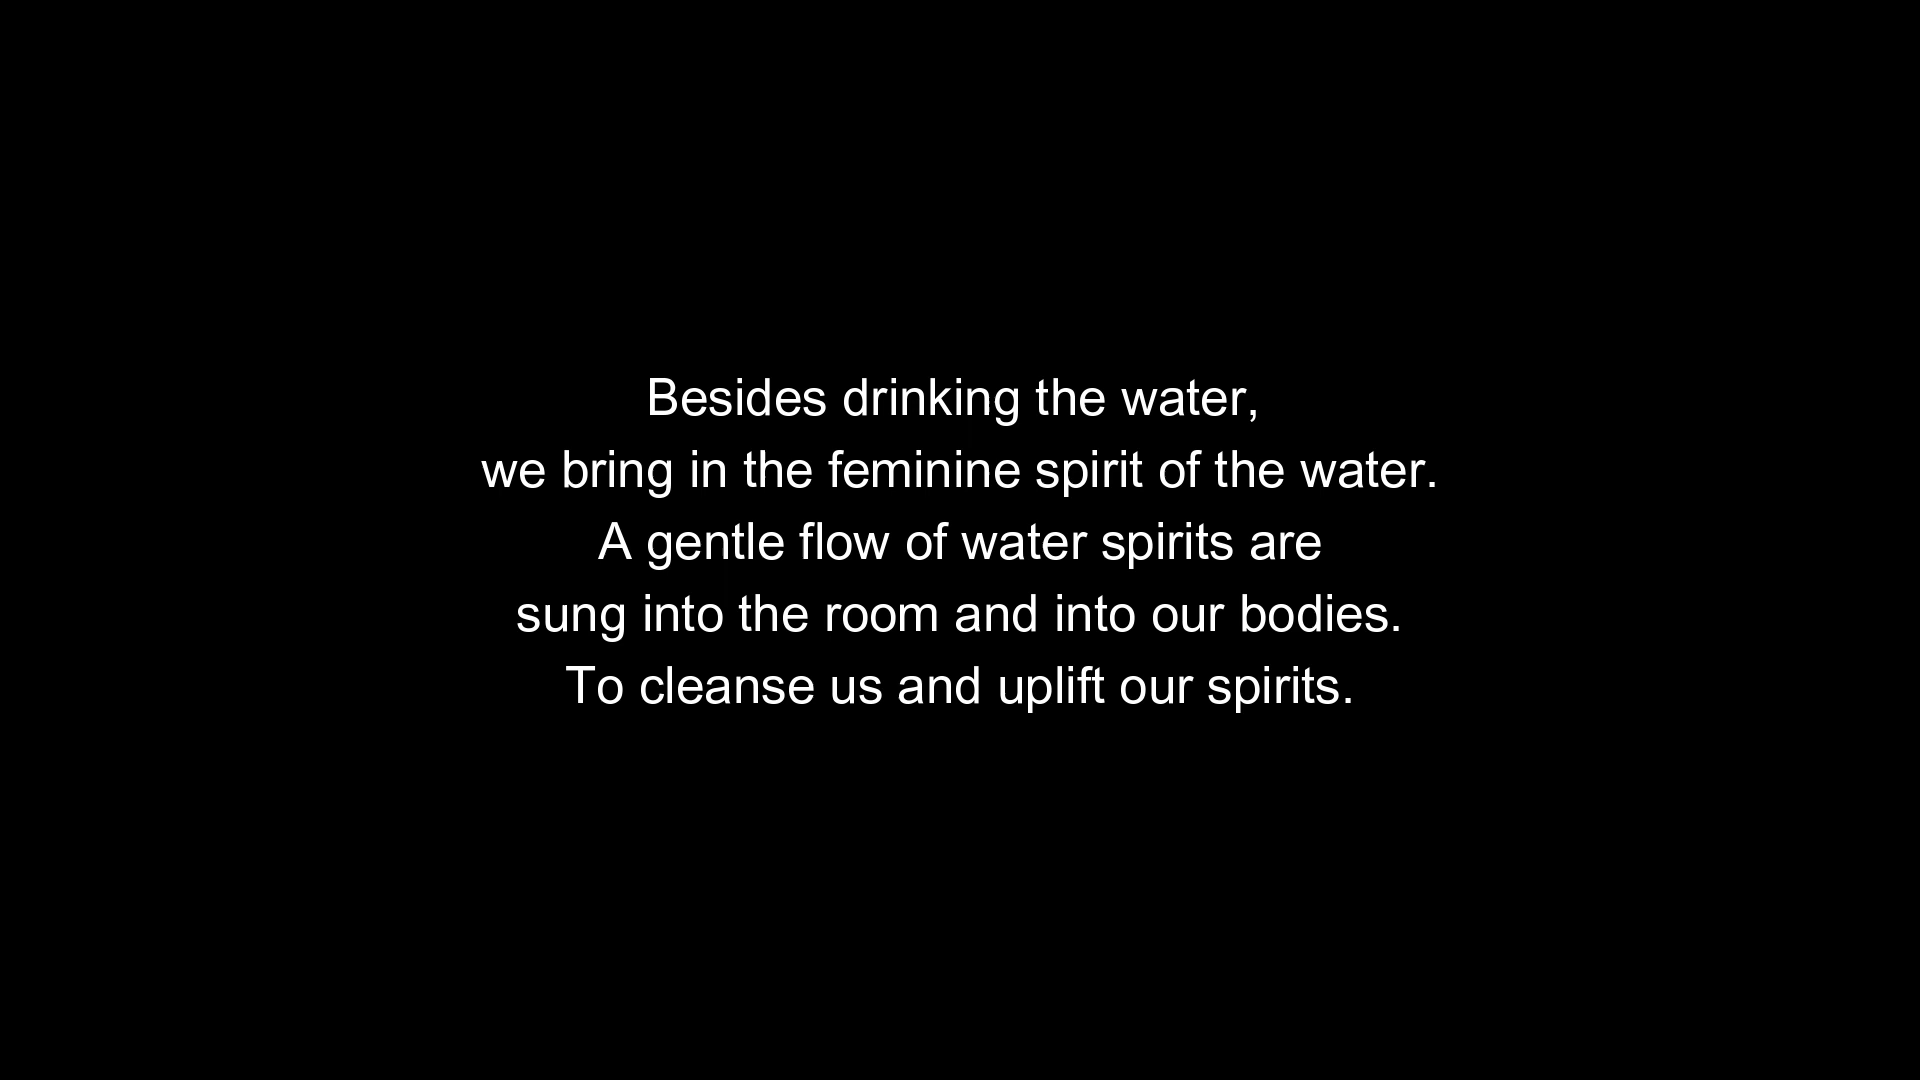 Besides drinking the water,
we bring in the feminine spirit of the water.
A gentle flow of water spirits are
sung into the room and into our bodies.
To cleanse us and uplift our spirits.